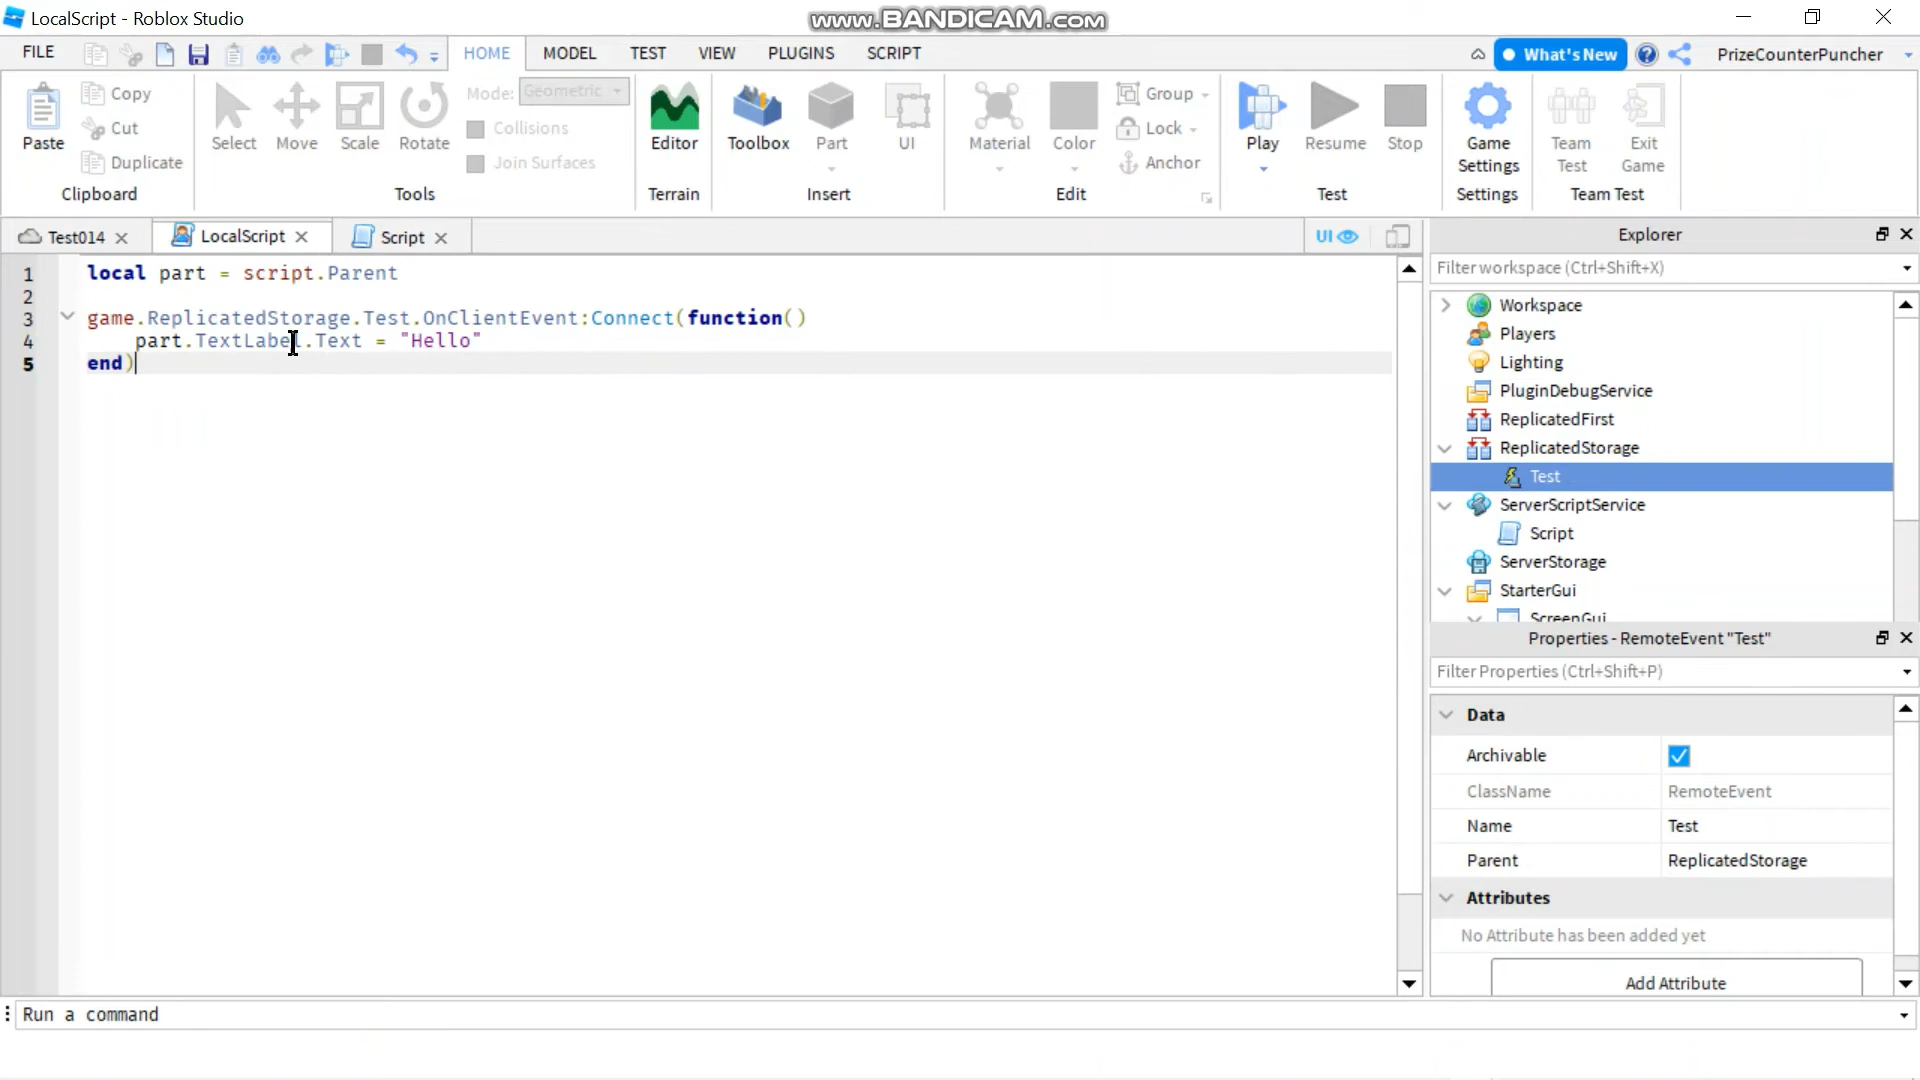 LocalScript - Roblox Studio
www.BANDICAM.com
FILE
HOME
MODEL
TEST
VIEW
PLUGINS
SCRIPT
What's New
PrizeCounterPuncher
Paste
Copy
Cut
Duplicate
Clipboard
Select
Move
Scale
Rotate
Mode:
Geometric
Collisions
Join Surfaces
Tools
Editor
Terrain
Toolbox
Part
UI
Insert
Material
Color
Group
Lock
Anchor
Edit
Play
Resume
Stop
Test
Game
Settings
Settings
Team
Test
Exit
Game
Team Test
Test014
LocalScript
Script
UI
1 local part = script.Parent
2
3 game.ReplicatedStorage.Test.OnClientEvent:Connect(function()
4 part.TextLabel.Text = "Hello"
5 end)
Explorer
Filter workspace (Ctrl+Shift+X)
Workspace
Players
Lighting
PluginDebugService
ReplicatedFirst
ReplicatedStorage
Test
ServerScriptService
Script
ServerStorage
StarterGui
ScreenGui
Properties - RemoteEvent "Test"
Filter Properties (Ctrl+Shift+P)
Data
Archivable
ClassName RemoteEvent
Name Test
Parent ReplicatedStorage
Attributes
No Attribute has been added yet
Add Attribute
Run a command